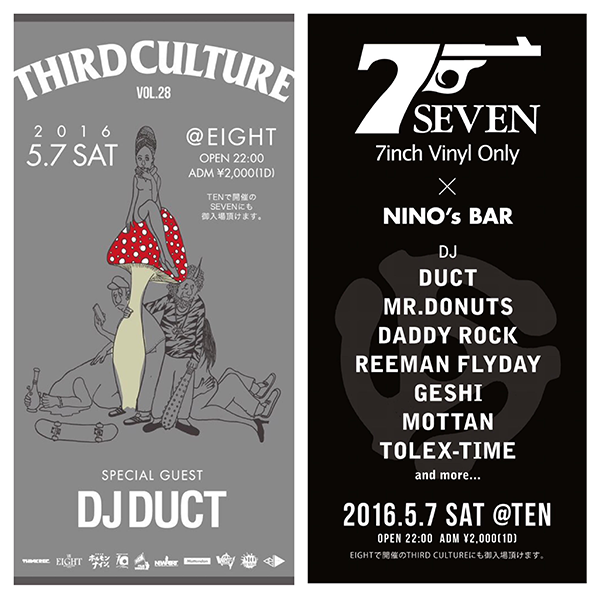 THIRD CULTURE
VOL.28
2016
5.7 SAT
@EIGHT
OPEN 22:00
ADM ¥2,000(1D)
TENで開催の
SEVENにも
御入場頂けます。
SPECIAL GUEST
DJ DUCT
EIGHT
7SEVEN
7inch Vinyl Only
×
NINO's BAR
DJ
DUCT
MR.DONUTS
DADDY ROCK
REEMAN FLYDAY
GESHI
MOTTAN
TOLEX-TIME
and more...
2016.5.7 SAT @TEN
OPEN 22:00 ADM ¥2,000(1D)
EIGHTで開催のTHIRD CULTUREにも御入場頂けます。